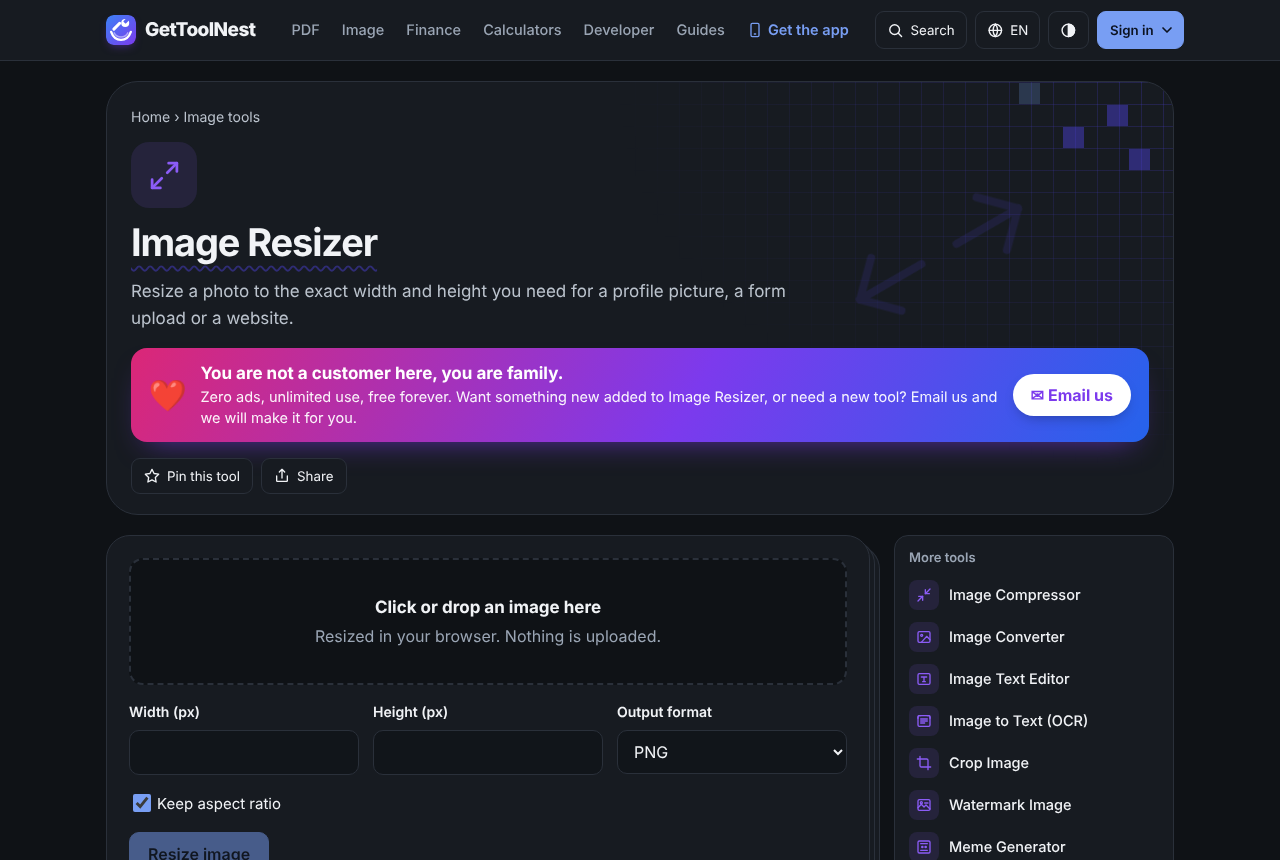 GetToolNest
PDF
Image
Finance
Calculators
Developer
Guides
Get the app
Search
EN
Sign in
Home › Image tools
Image Resizer
Resize a photo to the exact width and height you need for a profile picture, a form
upload or a website.
You are not a customer here, you are family.
Zero ads, unlimited use, free forever. Want something new added to Image Resizer, or need a new tool? Email us and
we will make it for you.
✉ Email us
Pin this tool
Share
Click or drop an image here
Resized in your browser. Nothing is uploaded.
Width (px)
Height (px)
Output format
PNG
Keep aspect ratio
Resize image
More tools
Image Compressor
Image Converter
Image Text Editor
Image to Text (OCR)
Crop Image
Watermark Image
Meme Generator